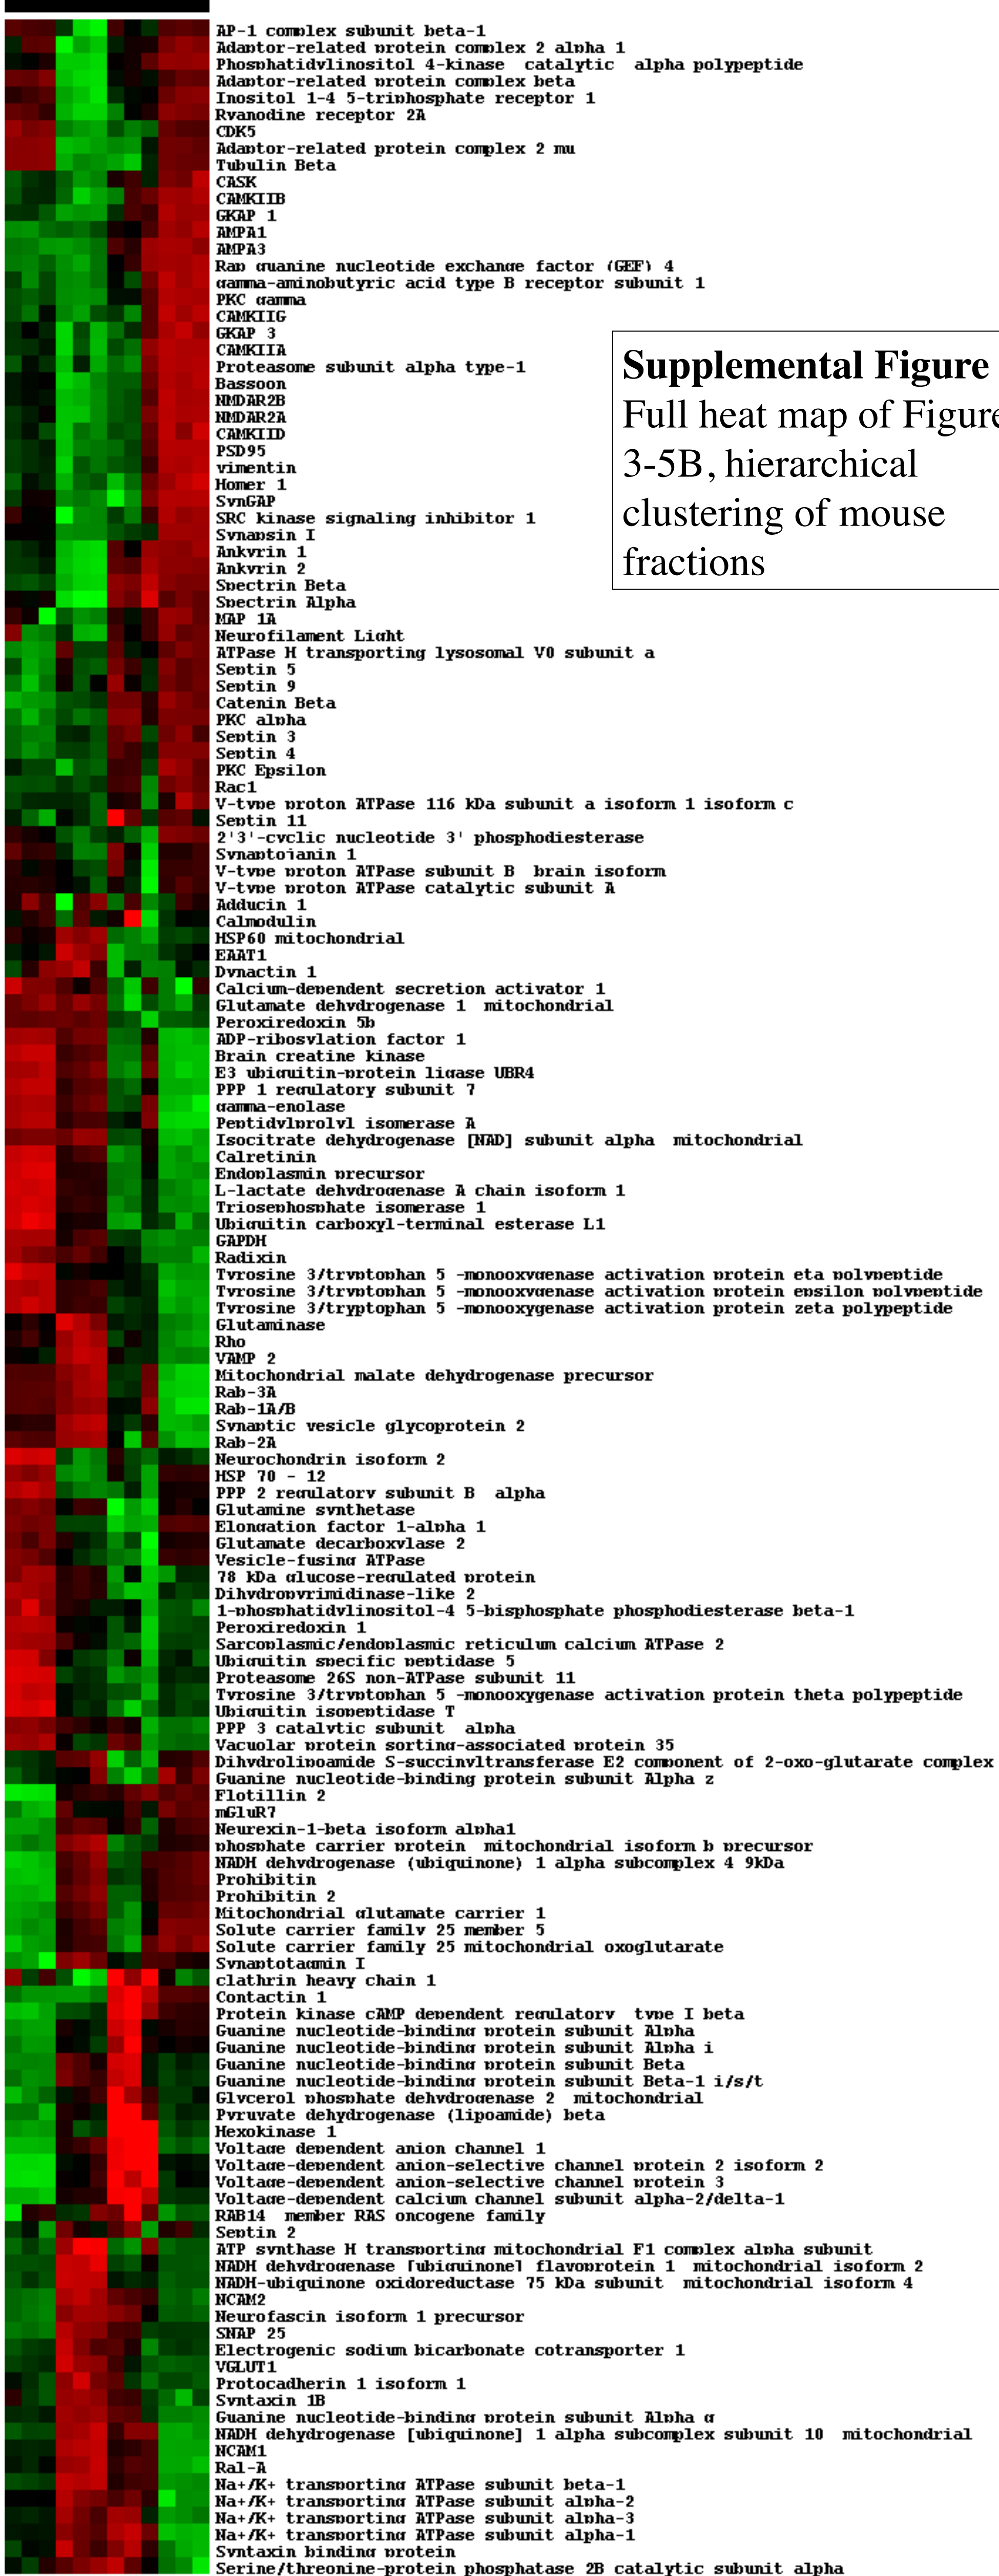 AP-1 complex subunit beta-1
Adaptor-related protein complex 2 alpha 1
Phosphatidylinositol 4-kinase catalytic alpha polypeptide
Adaptor-related protein complex beta
Inositol 1-4 5-triphosphate receptor 1
Ryanodine receptor 2A
CDK5
Adaptor-related protein complex 2 mu
Tubulin Beta
CASK
CAMKIIB
GKAP 1
AMPA1
AMPA3
Rap guanine nucleotide exchange factor (GEF) 4
gamma-aminobutyric acid type B receptor subunit 1
PKC gamma
CAMKIIG
GKAP 3
CAMKIIA
Proteasome subunit alpha type-1
Bassoon
NMDAR2B
NMDAR2A
CAMKIID
PSD95
vimentin
Homer 1
SynGAP
SRC kinase signaling inhibitor 1
Synapsin I
Ankyrin 1
Ankyrin 2
Spectrin Beta
Spectrin Alpha
MAP 1A
Neurofilament Light
ATPase H transporting lysosomal V0 subunit a
Septin 5
Septin 9
Catenin Beta
PKC alpha
Septin 3
Septin 4
PKC Epsilon
Rac1
V-type proton ATPase 116 kDa subunit a isoform 1 isoform c
Septin 11
2'3'-cyclic nucleotide 3' phosphodiesterase
Synaptojanin 1
V-type proton ATPase subunit B brain isoform
V-type proton ATPase catalytic subunit A
Adducin 1
Calmodulin
HSP60 mitochondrial
EAAT1
Dynactin 1
Calcium-dependent secretion activator 1
Glutamate dehydrogenase 1 mitochondrial
Peroxiredoxin 5b
ADP-ribosylation factor 1
Brain creatine kinase
E3 ubiquitin-protein ligase UBR4
PPP 1 regulatory subunit 7
gamma-enolase
Peptidylprolyl isomerase A
Isocitrate dehydrogenase [NAD] subunit alpha mitochondrial
Calretinin
Endoplasmin precursor
L-lactate dehydrogenase A chain isoform 1
Triosephosphate isomerase 1
Ubiquitin carboxyl-terminal esterase L1
GAPDH
Radixin
Tyrosine 3/tryptophan 5 -monooxygenase activation protein eta polypeptide
Tyrosine 3/tryptophan 5 -monooxygenase activation protein epsilon polypeptide
Tyrosine 3/tryptophan 5 -monooxygenase activation protein zeta polypeptide
Glutaminase
Rho
VAMP 2
Mitochondrial malate dehydrogenase precursor
Rab-3A
Rab-1A/B
Synaptic vesicle glycoprotein 2
Rab-2A
Neurochondrin isoform 2
HSP 70 - 12
PPP 2 regulatory subunit B alpha
Glutamine synthetase
Elongation factor 1-alpha 1
Glutamate decarboxylase 2
Vesicle-fusing ATPase
78 kDa glucose-regulated protein
Dihydropyrimidinase-like 2
1-phosphatidylinositol-4 5-bisphosphate phosphodiesterase beta-1
Peroxiredoxin 1
Sarcoplasmic/endoplasmic reticulum calcium ATPase 2
Ubiquitin specific peptidase 5
Proteasome 26S non-ATPase subunit 11
Tyrosine 3/tryptophan 5 -monooxygenase activation protein theta polypeptide
Ubiquitin isopeptidase T
PPP 3 catalytic subunit alpha
Vacuolar protein sorting-associated protein 35
Dihydrolipoamide S-succinyltransferase E2 component of 2-oxo-glutarate complex
Guanine nucleotide-binding protein subunit Alpha z
Flotillin 2
mGluR7
Neurexin-1-beta isoform alpha1
phosphate carrier protein mitochondrial isoform b precursor
NADH dehydrogenase (ubiquinone) 1 alpha subcomplex 4 9kDa
Prohibitin
Prohibitin 2
Mitochondrial glutamate carrier 1
Solute carrier family 25 member 5
Solute carrier family 25 mitochondrial oxoglutarate
Synaptotagmin I
clathrin heavy chain 1
Contactin 1
Protein kinase cAMP dependent regulatory type I beta
Guanine nucleotide-binding protein subunit Alpha
Guanine nucleotide-binding protein subunit Alpha i
Guanine nucleotide-binding protein subunit Beta
Guanine nucleotide-binding protein subunit Beta-1 i/s/t
Glycerol phosphate dehydrogenase 2 mitochondrial
Pyruvate dehydrogenase (lipoamide) beta
Hexokinase 1
Voltage dependent anion channel 1
Voltage-dependent anion-selective channel protein 2 isoform 2
Voltage-dependent anion-selective channel protein 3
Voltage-dependent calcium channel subunit alpha-2/delta-1
RAB14 member RAS oncogene family
Septin 2
ATP synthase H transporting mitochondrial F1 complex alpha subunit
NADH dehydrogenase [ubiquinone] flavoprotein 1 mitochondrial isoform 2
NADH-ubiquinone oxidoreductase 75 kDa subunit mitochondrial isoform 4
NCAM2
Neurofascin isoform 1 precursor
SNAP 25
Electrogenic sodium bicarbonate cotransporter 1
VGLUT1
Protocadherin 1 isoform 1
Syntaxin 1B
Guanine nucleotide-binding protein subunit Alpha q
NADH dehydrogenase [ubiquinone] 1 alpha subcomplex subunit 10 mitochondrial
NCAM1
Ral-A
Na+/K+ transporting ATPase subunit beta-1
Na+/K+ transporting ATPase subunit alpha-2
Na+/K+ transporting ATPase subunit alpha-3
Na+/K+ transporting ATPase subunit alpha-1
Syntaxin binding protein
Serine/threonine-protein phosphatase 2B catalytic subunit alpha
Supplemental Figure
Full heat map of Figure
3-5B, hierarchical
clustering of mouse
fractions